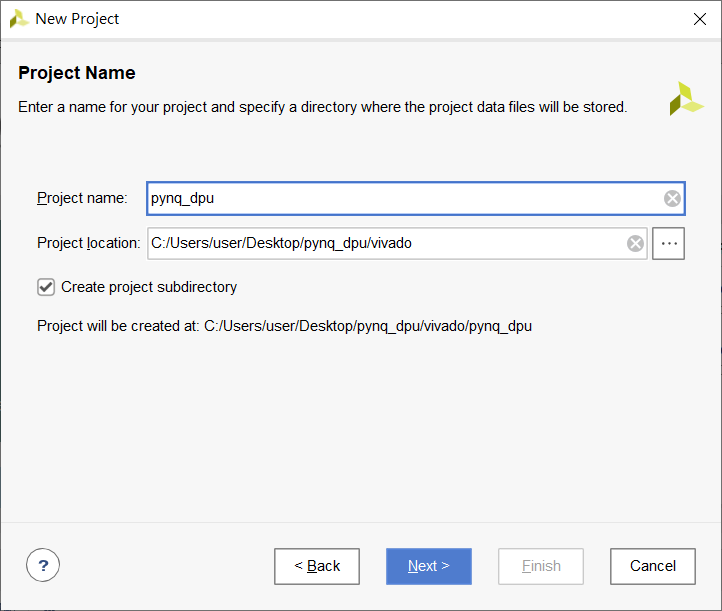 New Project
Project Name
Enter a name for your project and specify a directory where the project data files will be stored.
Project name: pynq_dpu
Project location: C:/Users/user/Desktop/pynq_dpu/vivado ...
Create project subdirectory
Project will be created at: C:/Users/user/Desktop/pynq_dpu/vivado/pynq_dpu
? < Back Next > Finish Cancel